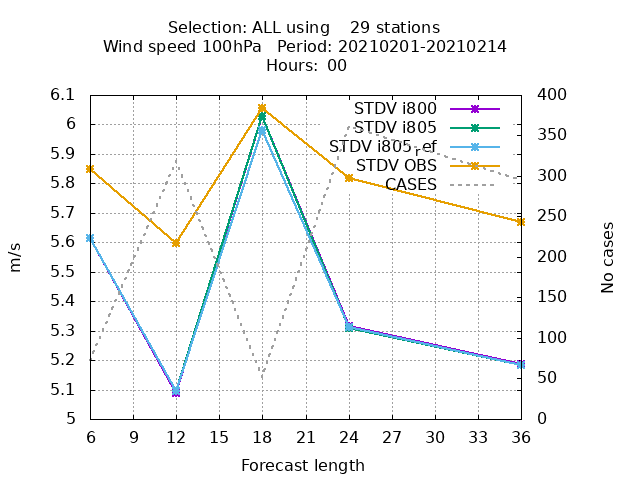 Selection: ALL using    29 stations
Wind speed 100hPa   Period: 20210201-20210214
Hours:  00
STDV i800
STDV i805
STDV i805ref
STDV OBS
CASES
6.1
6
5.9
5.8
5.7
5.6
5.5
5.4
5.3
5.2
5.1
5
m/s
400
350
300
250
200
150
100
50
0
No cases
6 9 12 15 18 21 24 27 30 33 36
Forecast length